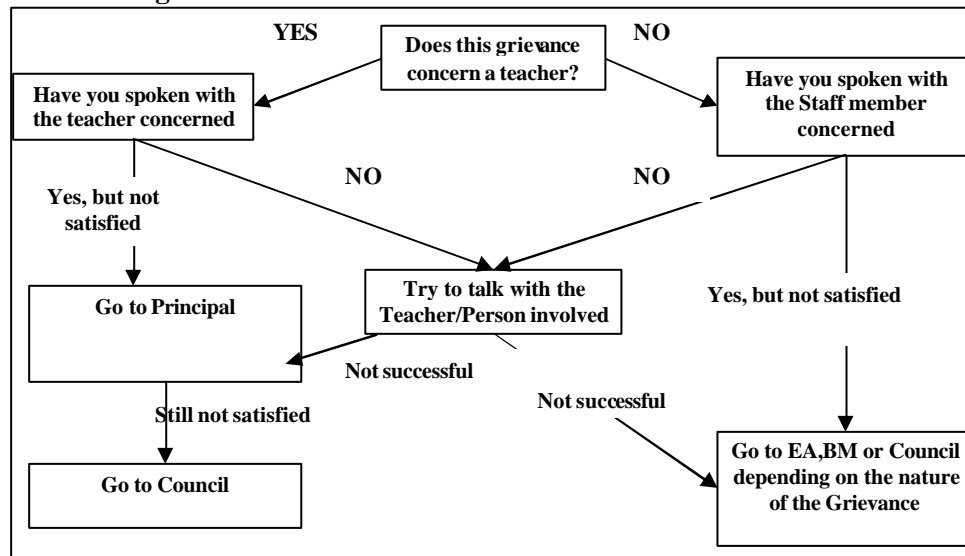 YES
Does this grievance
concern a teacher?
NO
Have you spoken with
the teacher concerned
Have you spoken with
the Staff member
concerned
NO
NO
Yes, but not
satisfied
Go to Principal
Try to talk with the
Teacher/Person involved
Yes, but not satisfied
Not successful
Still not satisfied
Not successful
Go to Council
Go to EA,BM or Council
depending on the nature
of the Grievance